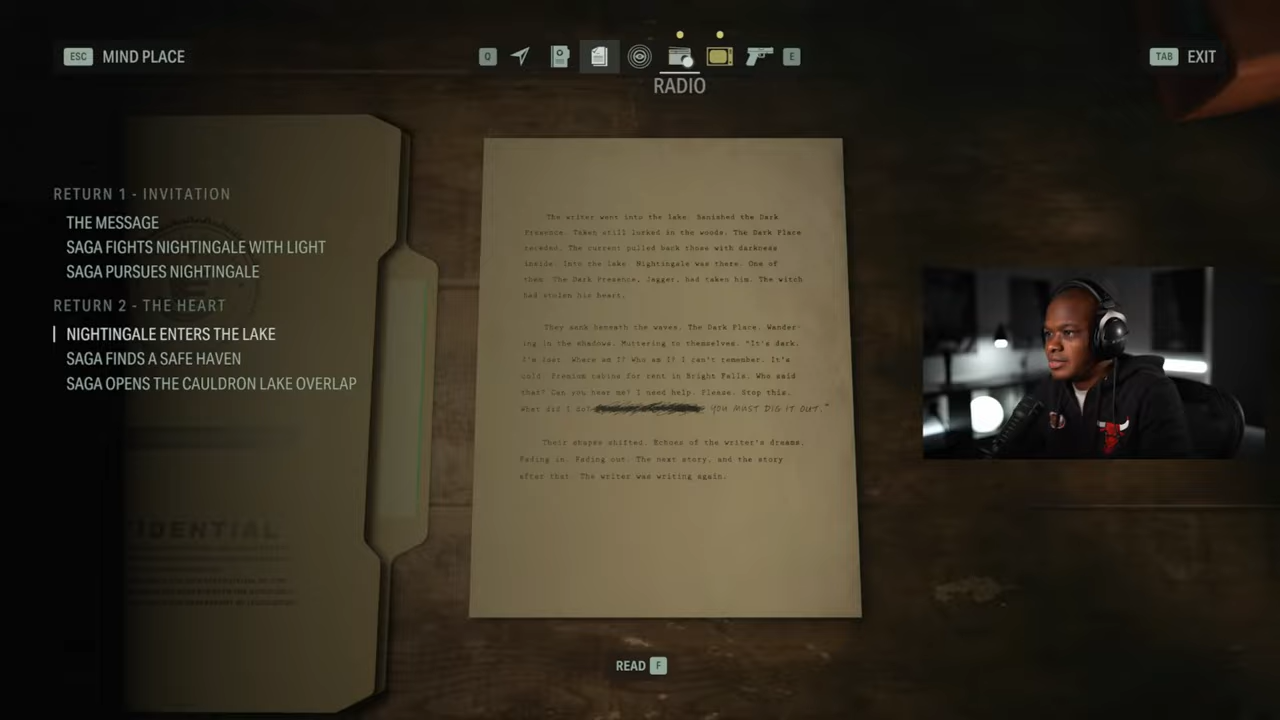 ESC MIND PLACE
Q
E
TAB EXIT
RADIO
RETURN 1 - INVITATION
THE MESSAGE
SAGA FIGHTS NIGHTINGALE WITH LIGHT
SAGA PURSUES NIGHTINGALE
RETURN 2 - THE HEART
NIGHTINGALE ENTERS THE LAKE
SAGA FINDS A SAFE HAVEN
SAGA OPENS THE CAULDRON LAKE OVERLAP
The writer went into the lake. Banished the Dark
Presence. Taken still lurked in the woods. The Dark Place
receded. The current pulled back those with darkness
inside. Into the lake. Nightingale was there. One of
them. The Dark Presence, Jagger, had taken him. The witch
had stolen his heart.
They sank beneath the waves. The Dark Place. Wander-
ing in the shadows. Muttering to themselves. "It's dark.
I'm lost. Where am I? Who am I? I can't remember. It's
cold. Premium cabins for rent in Bright Falls. Who said
that? Can you hear me? I need help. Please. Stop this.
What did I do? YOU MUST DIG IT OUT."
Their shapes shifted. Echoes of the writer's dreams.
Fading in. Fading out. The next story, and the story
after that. The writer was writing again.
IDENTIAL
READ F